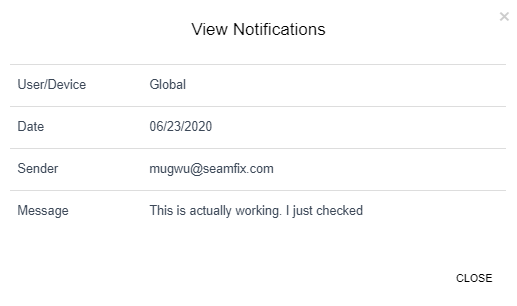 View Notifications
User/Device Global
Date 06/23/2020
Sender mugwu@seamfix.com
Message This is actually working. I just checked
CLOSE